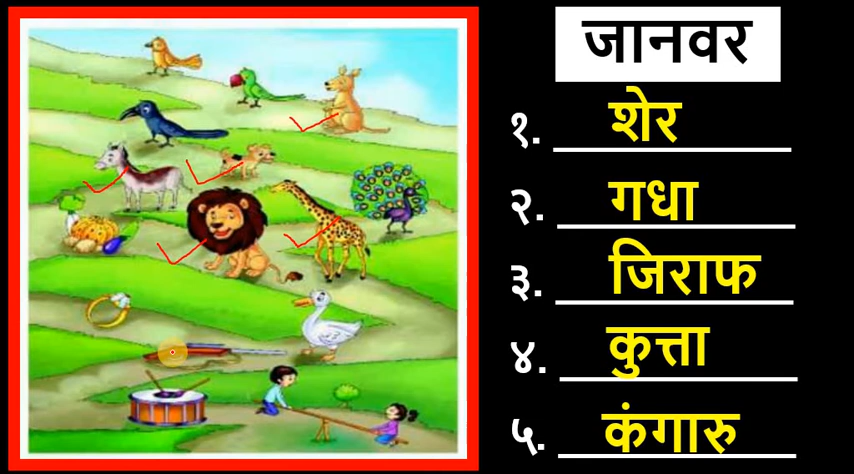 जानवर
१. शेर
२. गधा
३. जिराफ
४. कुत्ता
५. कंगारु